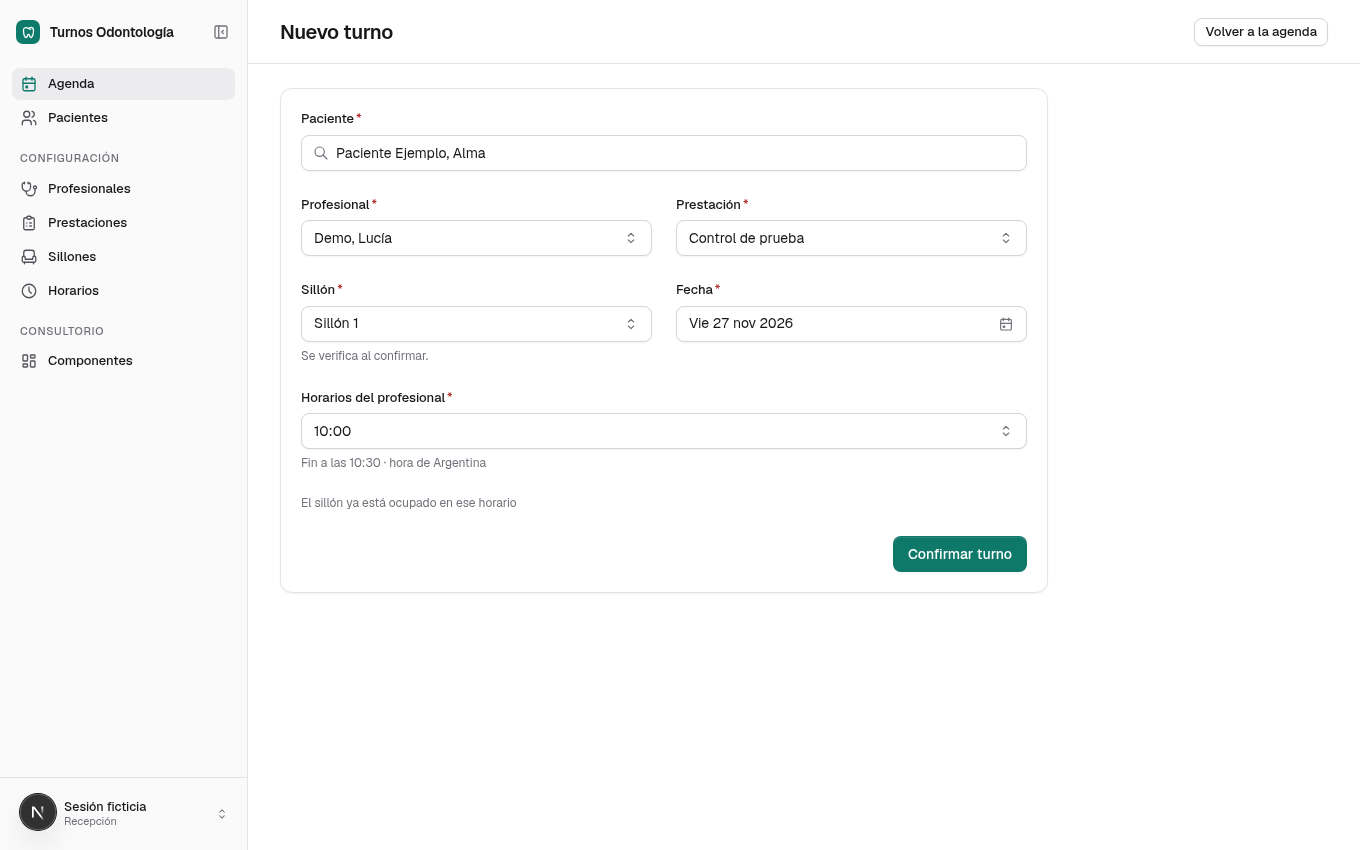 Turnos Odontología
Agenda
Pacientes
CONFIGURACIÓN
Profesionales
Prestaciones
Sillones
Horarios
CONSULTORIO
Componentes
N
Sesión ficticia
Recepción
Nuevo turno
Volver a la agenda
Paciente*
Paciente Ejemplo, Alma
Profesional*
Demo, Lucía
Prestación*
Control de prueba
Sillón*
Sillón 1
Se verifica al confirmar.
Fecha*
Vie 27 nov 2026
Horarios del profesional*
10:00
Fin a las 10:30 · hora de Argentina
El sillón ya está ocupado en ese horario
Confirmar turno